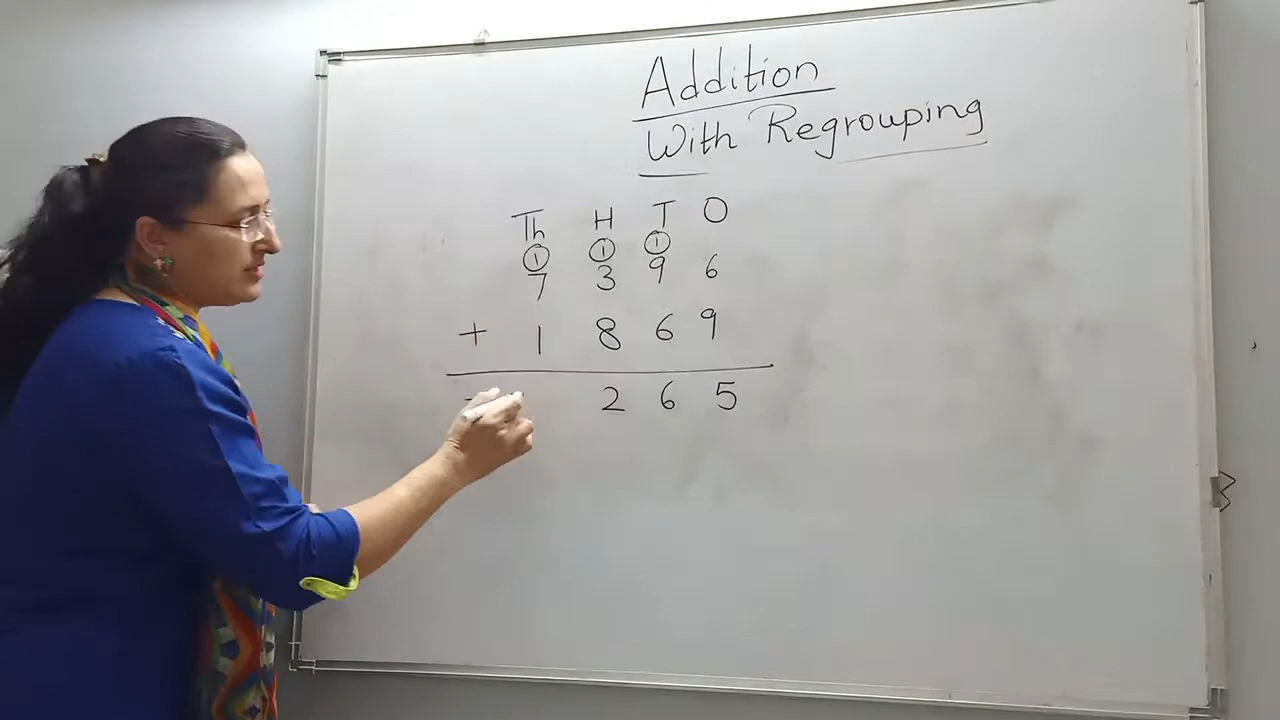 Addition
With Regrouping
Th H T O
1 1 1
7 3 9 6
+ 1 8 6 9
2 6 5